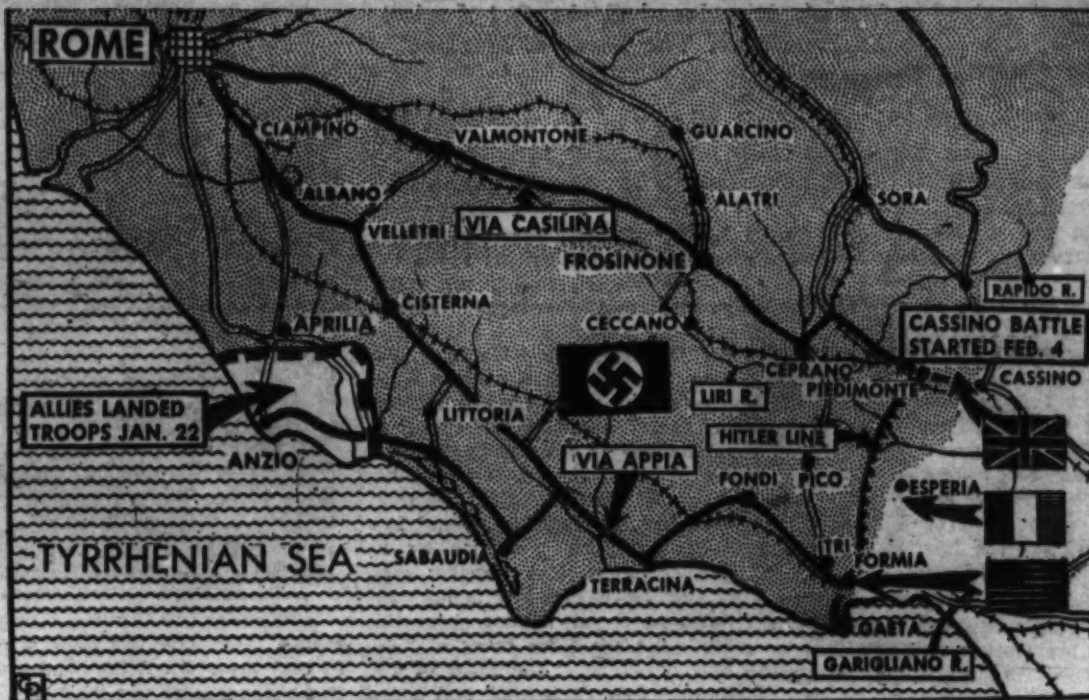 ROME
CIAMPINO
VALMONTONE
GUARCINO
ALBANO
ALATRI
SORA
VIA CASILINA
VELLETRI
FROSINONE
RAPIDO R.
CISTERNA
APRILIA
CECCANO
CASSINO BATTLE
STARTED FEB. 4
CEPRANO
PIEDIMONTE
CASSINO
LIRI R.
ALLIES LANDED
TROOPS JAN. 22
LITTORIA
HITLER LINE
ANZIO
VIA APPIA
FONDI
PICO
ESPERIA
TYRRHENIAN SEA
SABAUDIA
ITRI
FORMIA
TERRACINA
GAETA
GARIGLIANO R.
CP